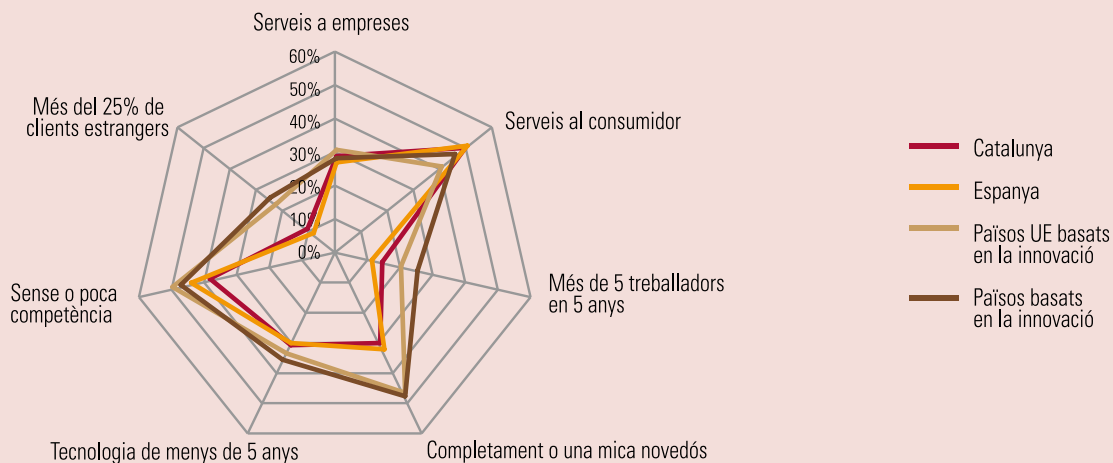 Serveis a empreses
60%
50%
40%
30%
20%
10%
0%
Més del 25% de
clients estrangers
Serveis al consumidor
Sense o poca
competència
Més de 5 treballadors
en 5 anys
Tecnologia de menys de 5 anys
Completament o una mica novedós
Catalunya
Espanya
Països UE basats
en la innovació
Països basats
en la innovació